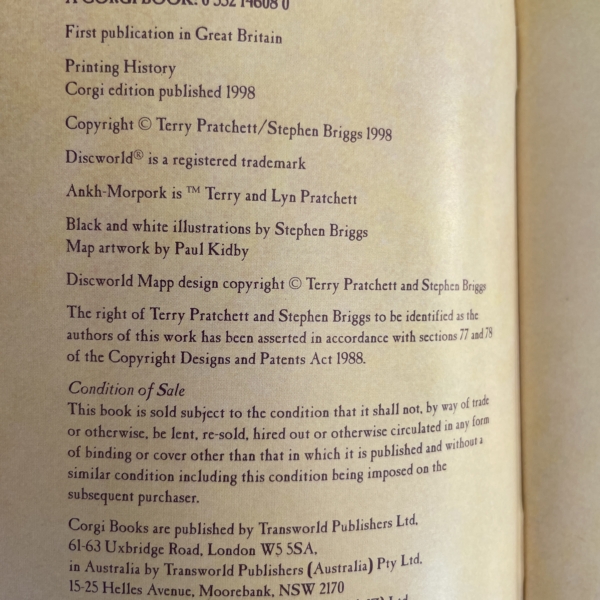 A CORGI BOOK: 0 552 14608 0
First publication in Great Britain
Printing History
Corgi edition published 1998
Copyright © Terry Pratchett/Stephen Briggs 1998
Discworld® is a registered trademark
Ankh-Morpork is ™ Terry and Lyn Pratchett
Black and white illustrations by Stephen Briggs
Map artwork by Paul Kidby
Discworld Mapp design copyright © Terry Pratchett and Stephen Briggs
The right of Terry Pratchett and Stephen Briggs to be identified as the
authors of this work has been asserted in accordance with sections 77 and 78
of the Copyright Designs and Patents Act 1988.
Condition of Sale
This book is sold subject to the condition that it shall not, by way of trade
or otherwise, be lent, re-sold, hired out or otherwise circulated in any form
of binding or cover other than that in which it is published and without a
similar condition including this condition being imposed on the
subsequent purchaser.
Corgi Books are published by Transworld Publishers Ltd,
61-63 Uxbridge Road, London W5 5SA,
in Australia by Transworld Publishers (Australia) Pty Ltd,
15-25 Helles Avenue, Moorebank, NSW 2170
Ltd